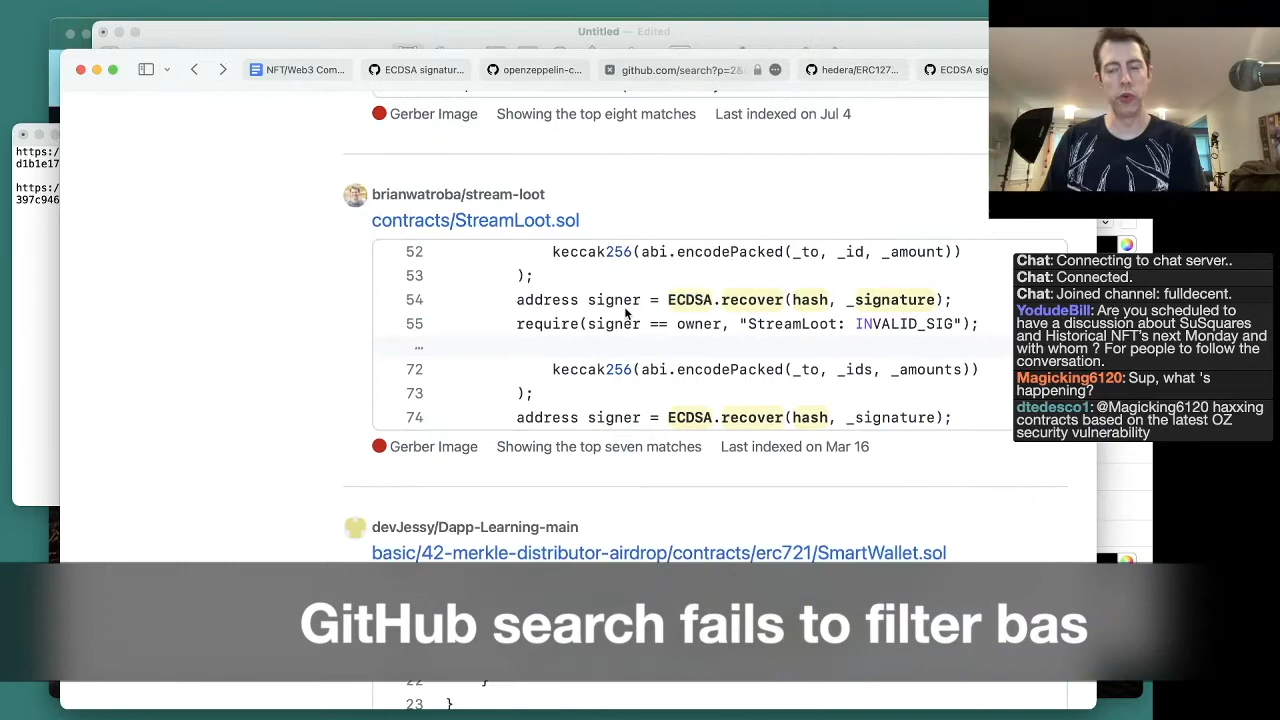 Untitled — Edited
NFT/Web3 Com...
ECDSA signatur...
openzeppelin-c...
github.com/search?p=2&
hedera/ERC127...
ECDSA sig
Gerber Image Showing the top eight matches Last indexed on Jul 4
https:/
d1b1e17
https:/
397c946
brianwatroba/stream-loot
contracts/StreamLoot.sol
52 keccak256(abi.encodePacked(_to, _id, _amount))
53 );
54 address signer = ECDSA.recover(hash, _signature);
55 require(signer == owner, "StreamLoot: INVALID_SIG");
…
72 keccak256(abi.encodePacked(_to, _ids, _amounts))
73 );
74 address signer = ECDSA.recover(hash, _signature);
Gerber Image Showing the top seven matches Last indexed on Mar 16
devJessy/Dapp-Learning-main
basic/42-merkle-distributor-airdrop/contracts/erc721/SmartWallet.sol
GitHub search fails to filter bas
22 }
23 }
Chat: Connecting to chat server..
Chat: Connected.
Chat: Joined channel: fulldecent.
YodudeBill: Are you scheduled to
have a discussion about SuSquares
and Historical NFT's next Monday and
with whom ? For people to follow the
conversation.
Magicking6120: Sup, what 's
happening?
dtedesco1: @Magicking6120 haxxing
contracts based on the latest OZ
security vulnerability